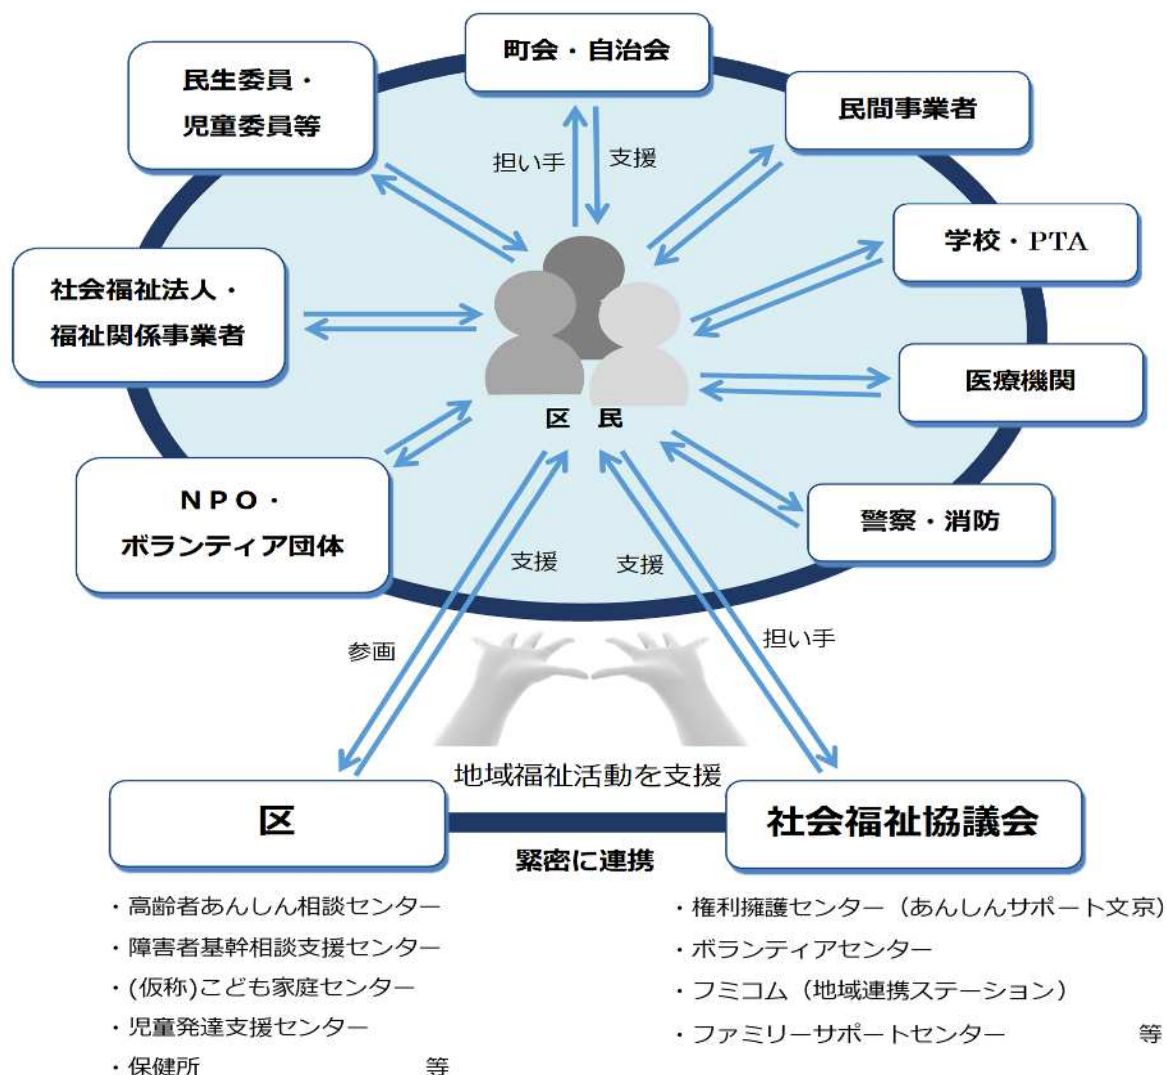 町会・自治会
民生委員・
児童委員等
民間事業者
担い手
支援
学校・PTA
社会福祉法人・
福祉関係事業者
医療機関
区 民
NPO・
ボランティア団体
警察・消防
支援
支援
参画
担い手
地域福祉活動を支援
区
社会福祉協議会
緊密に連携
・高齢者あんしん相談センター
・障害者基幹相談支援センター
・(仮称)こども家庭センター
・児童発達支援センター
・保健所 等
・権利擁護センター（あんしんサポート文京）
・ボランティアセンター
・フミコム（地域連携ステーション）
・ファミリーサポートセンター 等